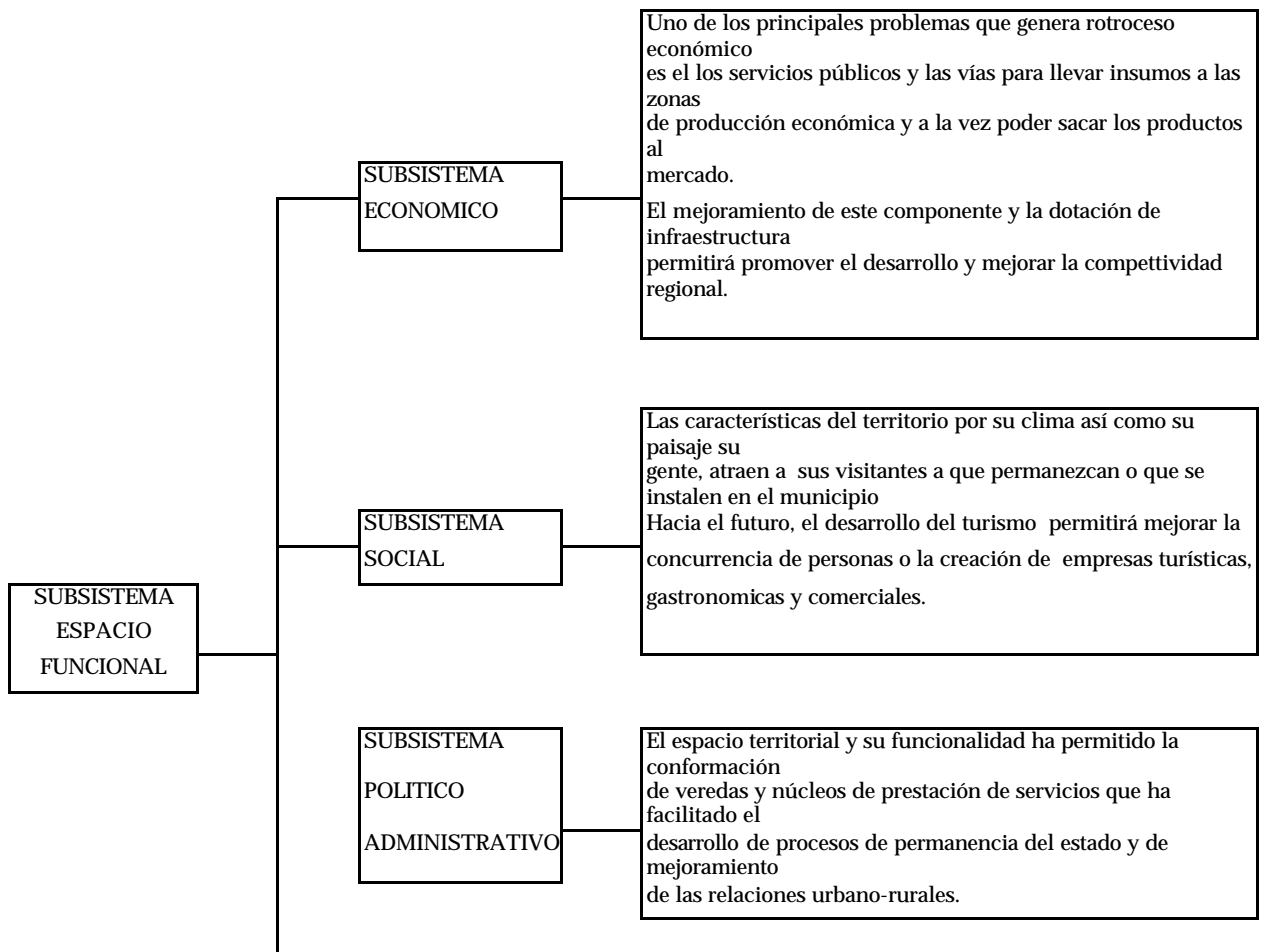 Uno de los principales problemas que genera rotroceso
económico
es el los servicios públicos y las vías para llevar insumos a las
zonas
de producción económica y a la vez poder sacar los productos
al
mercado.
SUBSISTEMA
ECONOMICO
El mejoramiento de este componente y la dotación de
infraestructura
permitirá promover el desarrollo y mejorar la compettividad
regional.
Las características del territorio por su clima así como su
paisaje su
gente, atraen a sus visitantes a que permanezcan o que se
instalen en el municipio
SUBSISTEMA
SOCIAL
Hacia el futuro, el desarrollo del turismo permitirá mejorar la
concurrencia de personas o la creación de empresas turísticas,
gastronomicas y comerciales.
SUBSISTEMA
ESPACIO
FUNCIONAL
SUBSISTEMA
POLITICO
ADMINISTRATIVO
El espacio territorial y su funcionalidad ha permitido la
conformación
de veredas y núcleos de prestación de servicios que ha
facilitado el
desarrollo de procesos de permanencia del estado y de
mejoramiento
de las relaciones urbano-rurales.